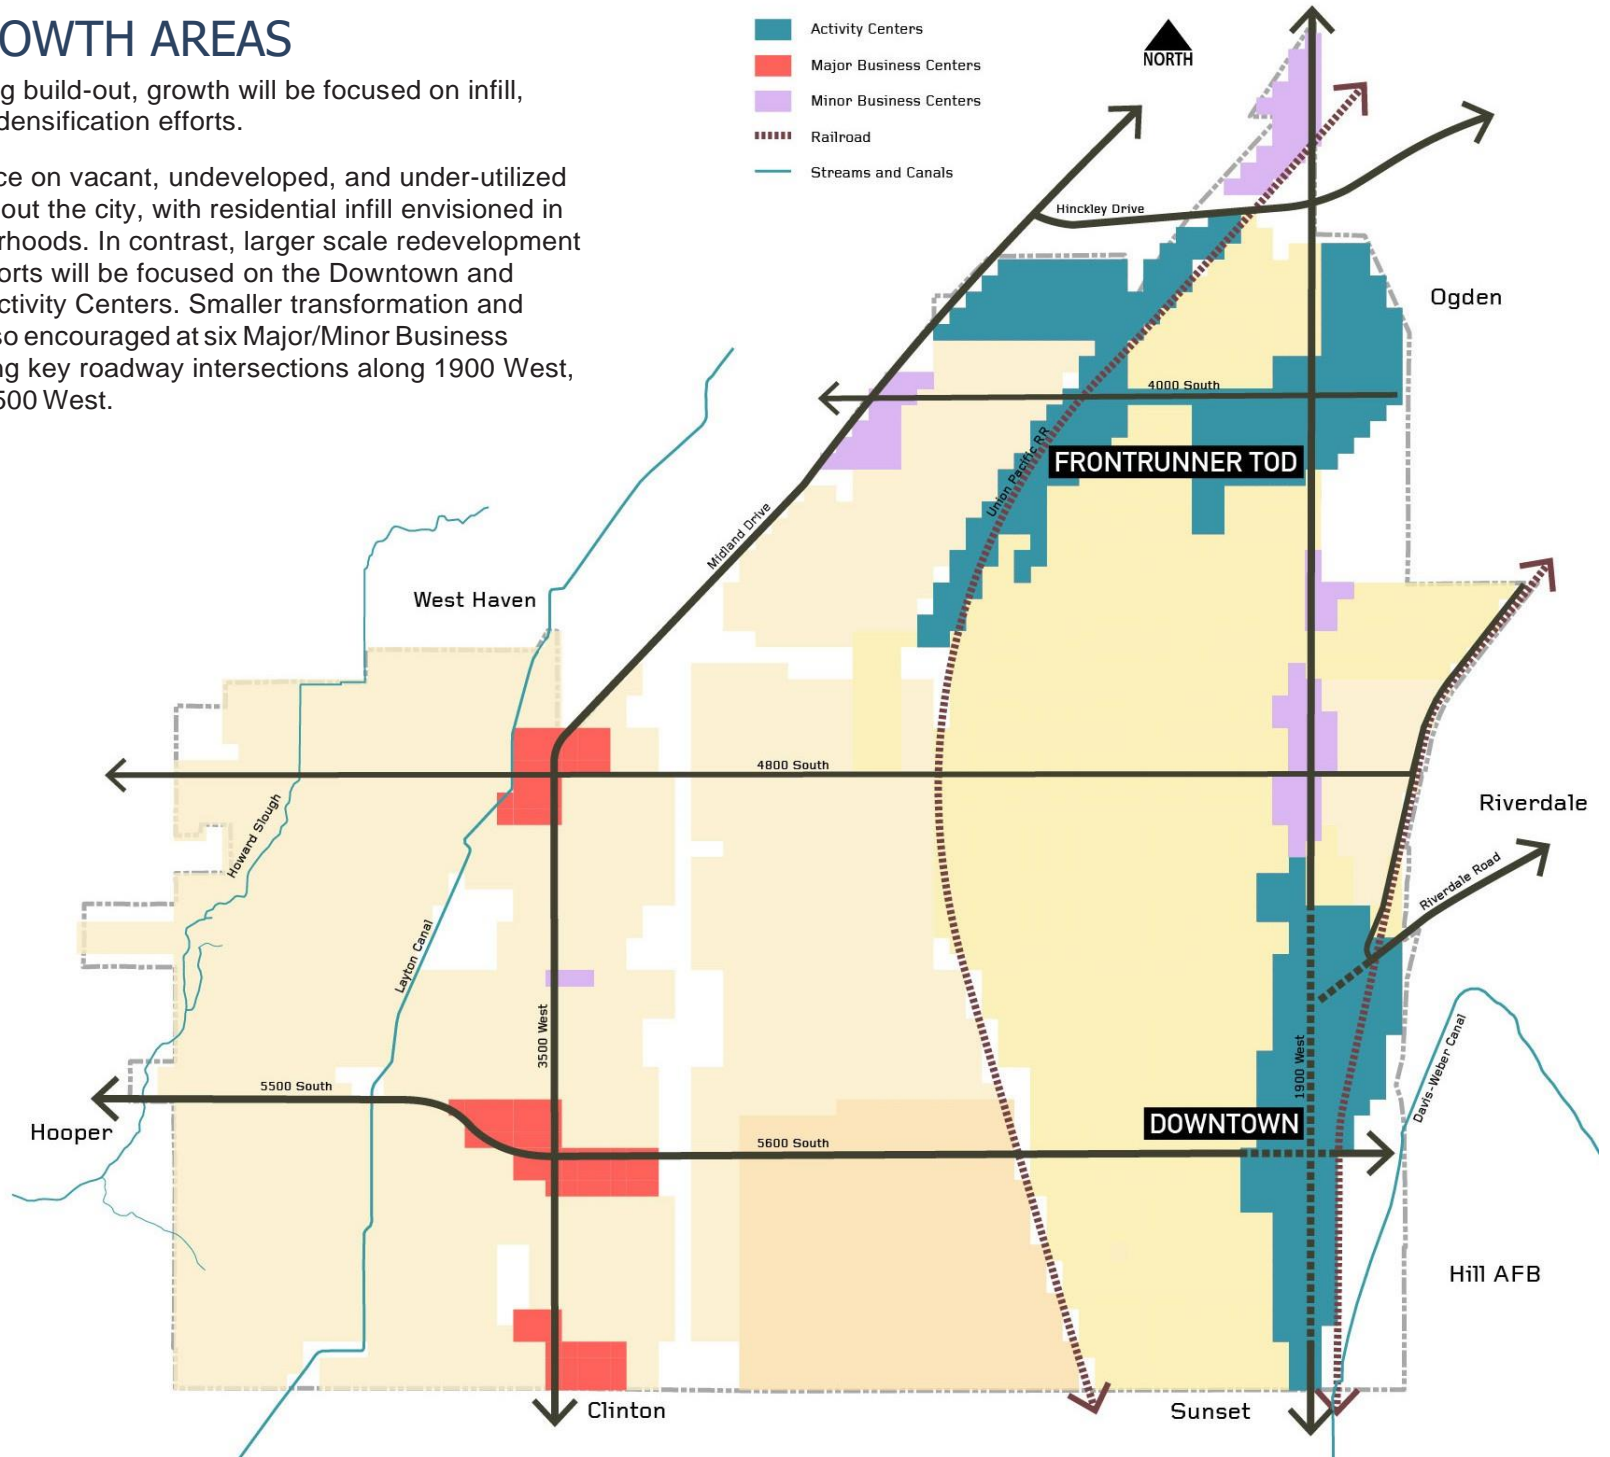 OWTH AREAS
g build-out, growth will be focused on infill,
densification efforts.
ce on vacant, undeveloped, and under-utilized
out the city, with residential infill envisioned in
rhoods. In contrast, larger scale redevelopment
orts will be focused on the Downtown and
ctivity Centers. Smaller transformation and
so encouraged at six Major/Minor Business
ng key roadway intersections along 1900 West,
500 West.
Activity Centers
Major Business Centers
Minor Business Centers
Railroad
Streams and Canals
NORTH
Hinckley Drive
Ogden
4000 South
Union Pacific RR
FRONTRUNNER TOD
Midland Drive
West Haven
4800 South
Riverdale
Howard Slough
Riverdale Road
Layton Canal
3500 West
1900 West
Davis-Weber Canal
5500 South
Hooper
DOWNTOWN
5600 South
Hill AFB
Clinton
Sunset